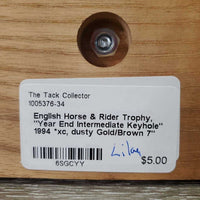 The Tack Collector
1005376-34
English Horse & Rider Trophy,
"Year End Intermediate Keyhole"
1994 *xc, dusty Gold/Brown 7"
6SGCYY
$5.00